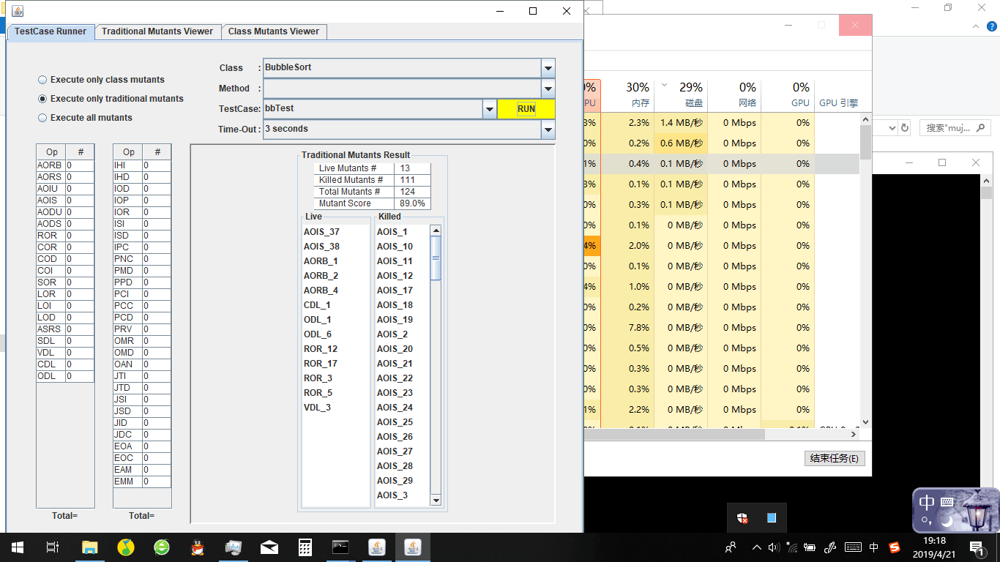 TestCase Runner
Traditional Mutants Viewer
Class Mutants Viewer
Execute only class mutants
Execute only traditional mutants
Execute all mutants
Class :
BubbleSort
Method :
TestCase:
bbTest
RUN
Time-Out :
3 seconds
Op #
AORB 0
AORS 0
AOIU 0
AOIS 0
AODU 0
AODS 0
ROR 0
COR 0
COD 0
COI 0
SOR 0
LOR 0
LOI 0
LOD 0
ASRS 0
SDL 0
VDL 0
CDL 0
ODL 0
Total=
Op #
IHI 0
IHD 0
IOD 0
IOP 0
IOR 0
ISI 0
ISD 0
IPC 0
PNC 0
PMD 0
PPD 0
PCI 0
PCC 0
PCD 0
PRV 0
OMR 0
OMD 0
OAN 0
JTI 0
JTD 0
JSI 0
JSD 0
JID 0
JDC 0
EOA 0
EOC 0
EAM 0
EMM 0
Total=
Traditional Mutants Result
Live Mutants # 13
Killed Mutants # 111
Total Mutants # 124
Mutant Score 89.0%
Live
AOIS_37
AOIS_38
AORB_1
AORB_2
AORB_4
CDL_1
ODL_1
ODL_6
ROR_12
ROR_17
ROR_3
ROR_5
VDL_3
Killed
AOIS_1
AOIS_10
AOIS_11
AOIS_12
AOIS_17
AOIS_18
AOIS_19
AOIS_2
AOIS_20
AOIS_21
AOIS_22
AOIS_23
AOIS_24
AOIS_25
AOIS_26
AOIS_27
AOIS_28
AOIS_29
AOIS_3
30% 29% 0% 0%
内存 磁盘 网络 GPU GPU 引擎
2.3% 1.4 MB/秒 0 Mbps 0%
0.2% 0.6 MB/秒 0 Mbps 0%
0.4% 0.1 MB/秒 0 Mbps 0%
0.1% 0.1 MB/秒 0 Mbps 0%
0.3% 0.1 MB/秒 0 Mbps 0%
0.1% 0 MB/秒 0 Mbps 0%
2.0% 0 MB/秒 0 Mbps 0%
0.1% 0 MB/秒 0 Mbps 0%
1.0% 0 MB/秒 0 Mbps 0%
0.2% 0 MB/秒 0 Mbps 0%
7.8% 0 MB/秒 0 Mbps 0%
0.5% 0 MB/秒 0 Mbps 0%
0.3% 0 MB/秒 0 Mbps 0%
0.3% 0 MB/秒 0 Mbps 0%
2.2% 0 MB/秒 0 Mbps 0%
结束任务(E)
搜索"muj...
中
中
19:18
2019/4/21
1